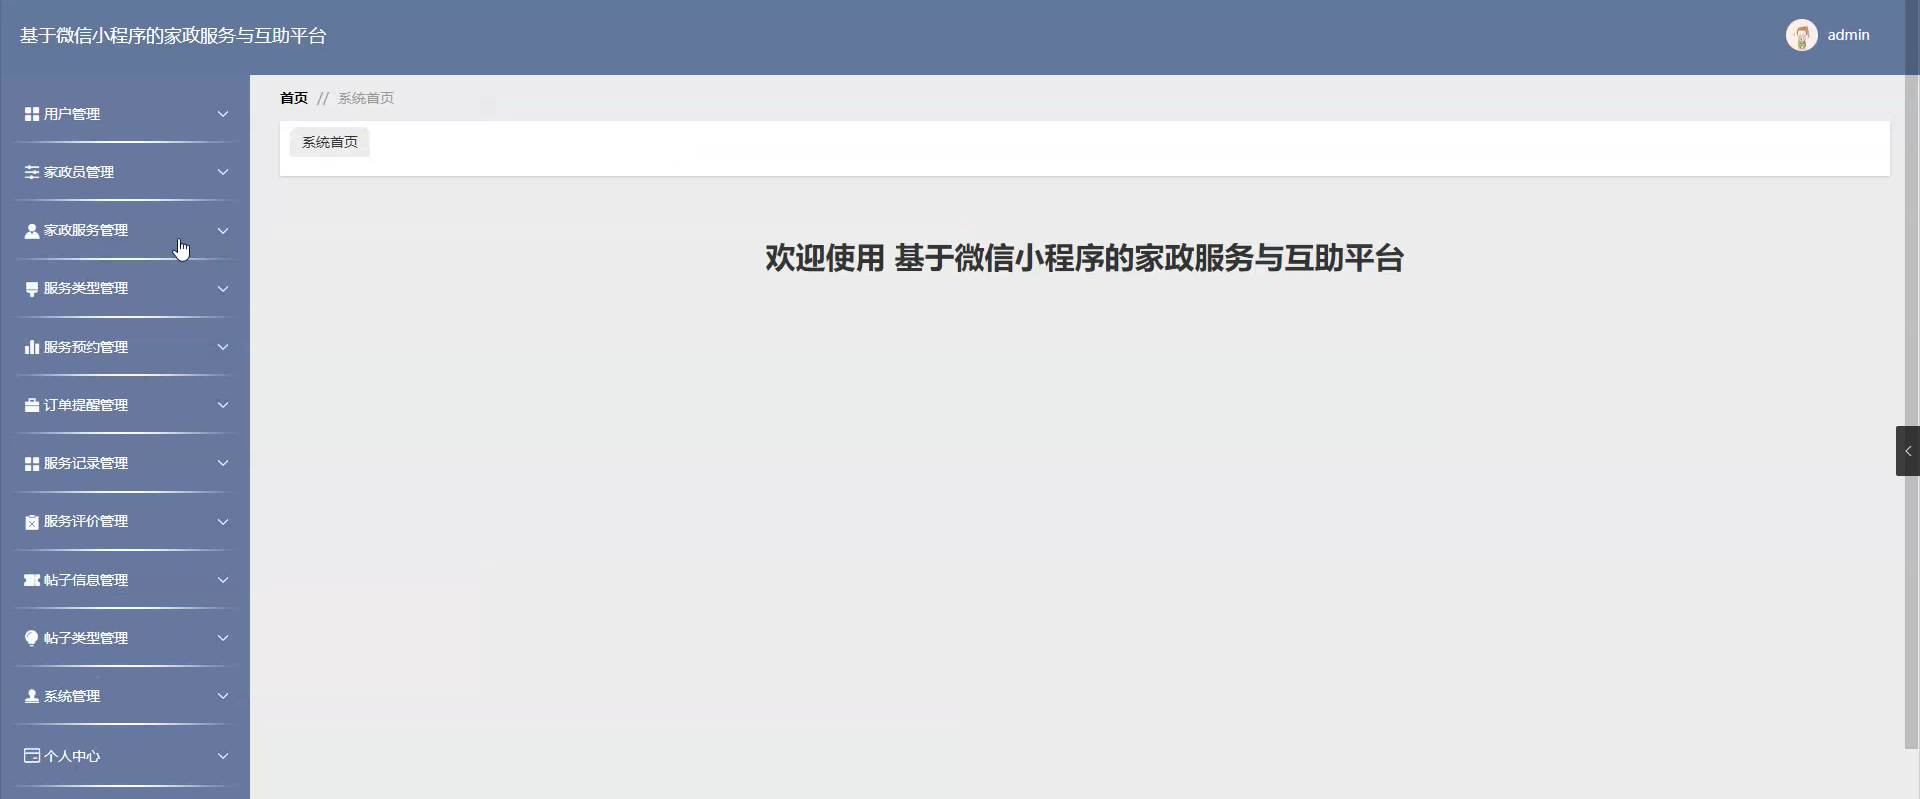 基于微信小程序的家政服务与互助平台
admin
用户管理
家政员管理
家政服务管理
服务类型管理
服务预约管理
订单提醒管理
服务记录管理
服务评价管理
帖子信息管理
帖子类型管理
系统管理
个人中心
首页 // 系统首页
系统首页
欢迎使用 基于微信小程序的家政服务与互助平台